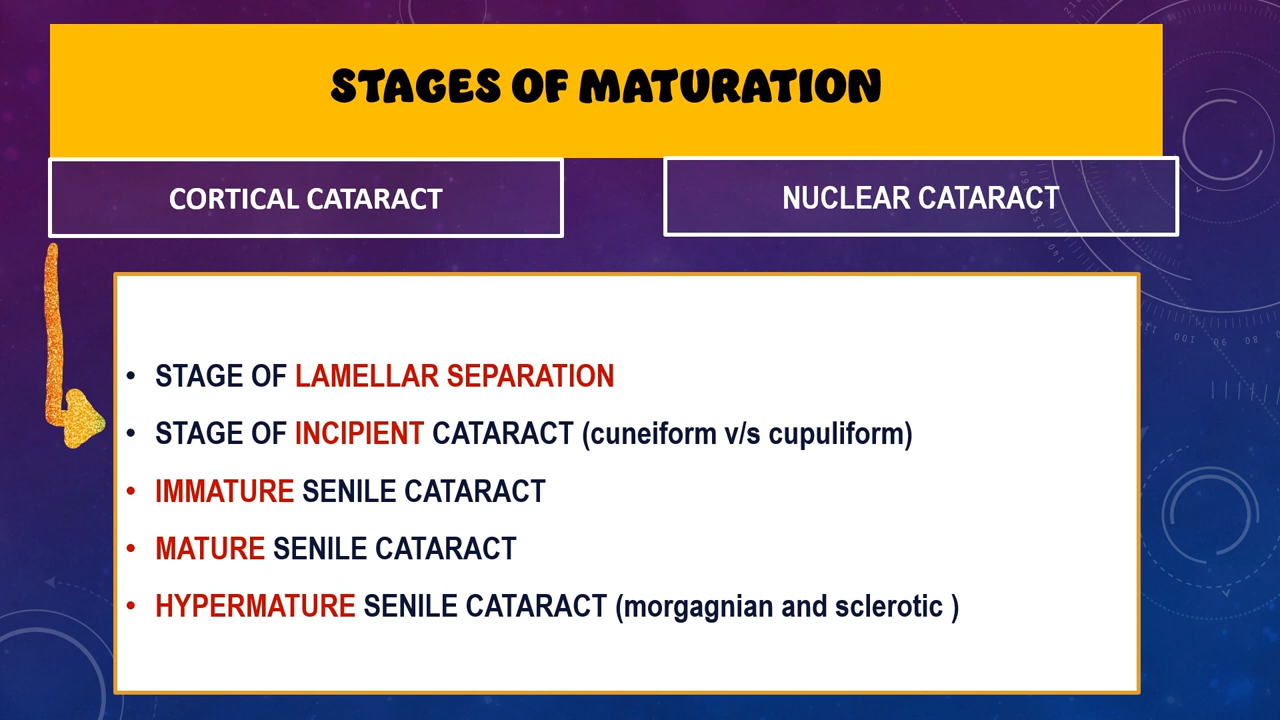 STAGES OF MATURATION
CORTICAL CATARACT
NUCLEAR CATARACT
• STAGE OF LAMELLAR SEPARATION
• STAGE OF INCIPIENT CATARACT (cuneiform v/s cupuliform)
• IMMATURE SENILE CATARACT
• MATURE SENILE CATARACT
• HYPERMATURE SENILE CATARACT (morgagnian and sclerotic )